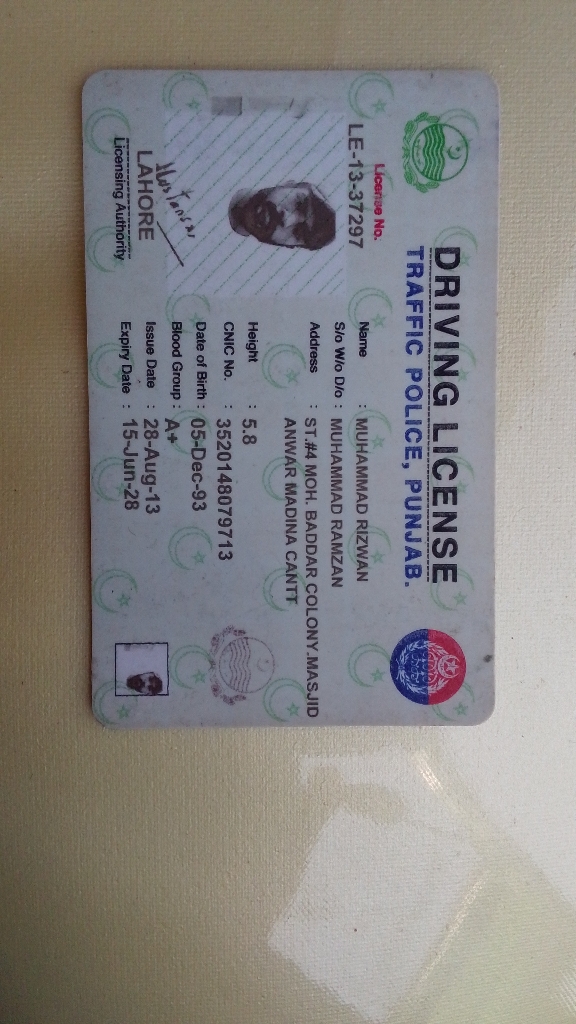 DRIVING LICENSE
TRAFFIC POLICE, PUNJAB.
License No.
LE-13-37297
Name : MUHAMMAD RIZWAN
S/o W/o D/o : MUHAMMAD RAMZAN
Address : ST.#4 MOH. BADDAR COLONY.MASJID
ANWAR MADINA CANTT
Height : 5.8
CNIC No. : 3520148079713
Date of Birth : 05-Dec-93
Blood Group : A+
Issue Date : 28-Aug-13
Expiry Date : 15-Jun-28
LAHORE
Licensing Authority